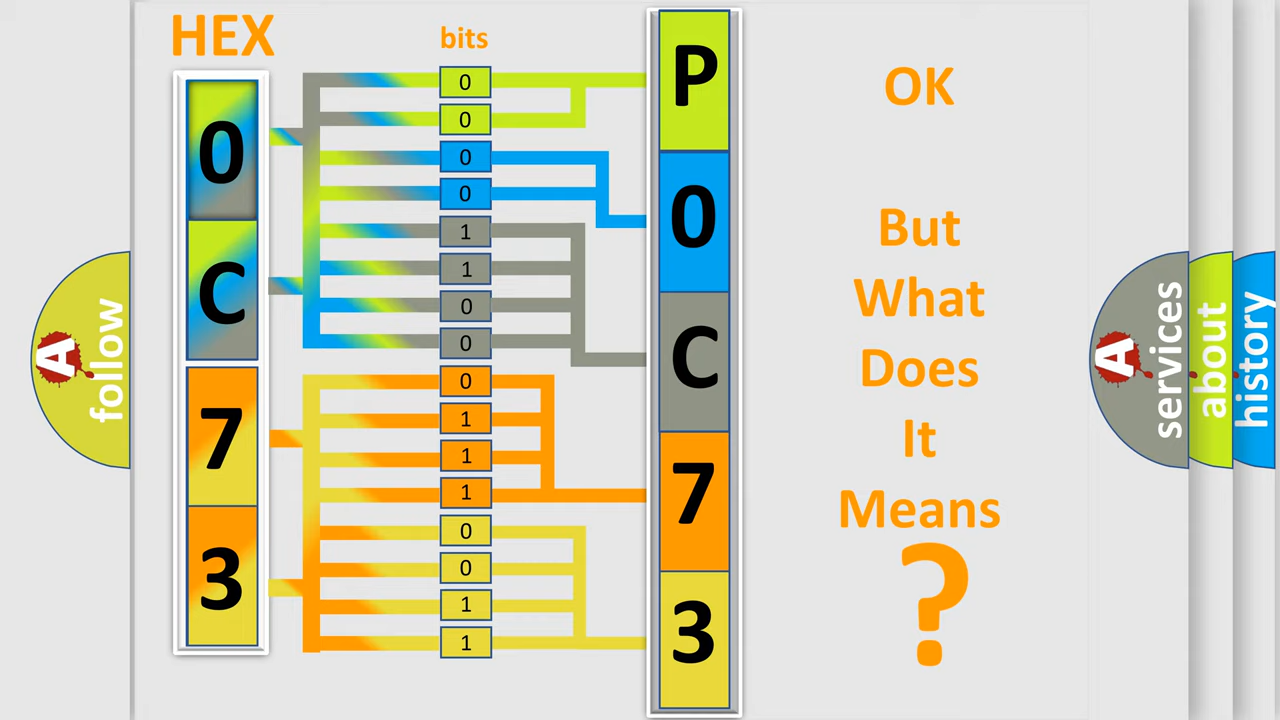 HEX
bits
0
C
7
3
0
0
0
0
1
1
0
0
0
1
1
1
0
0
1
1
P
0
C
7
3
OK
But
What
Does
It
Means
?
A
follow
A
services
about
history